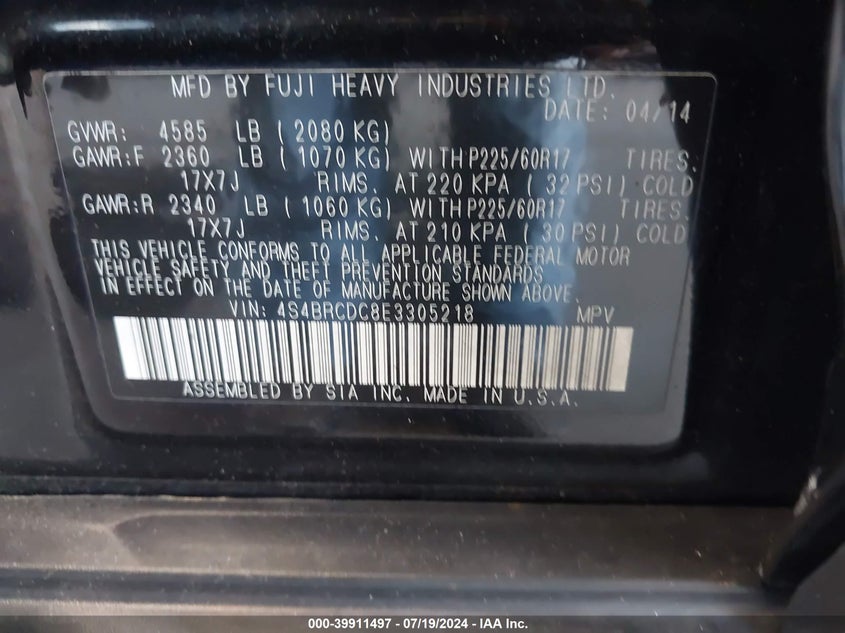 MFD BY FUJI HEAVY INDUSTRIES LTD.
DATE: 04/14
GVWR: 4585 LB ( 2080 KG)
GAWR:F 2360 LB ( 1070 KG) WITH P225/60R17 TIRES.
17X7J RIMS. AT 220 KPA ( 32 PSI) COLD
GAWR:R 2340 LB ( 1060 KG) WITH P225/60R17 TIRES.
17X7J RIMS. AT 210 KPA ( 30 PSI) COLD
THIS VEHICLE CONFORMS TO ALL APPLICABLE FEDERAL MOTOR
VEHICLE SAFETY AND THEFT PREVENTION STANDARDS
IN EFFECT ON THE DATE OF MANUFACTURE SHOWN ABOVE.
VIN: 4S4BRCDC8E3305218 MPV
ASSEMBLED BY SIA INC. MADE IN U.S.A.
000-39911497 - 07/19/2024 - IAA Inc.